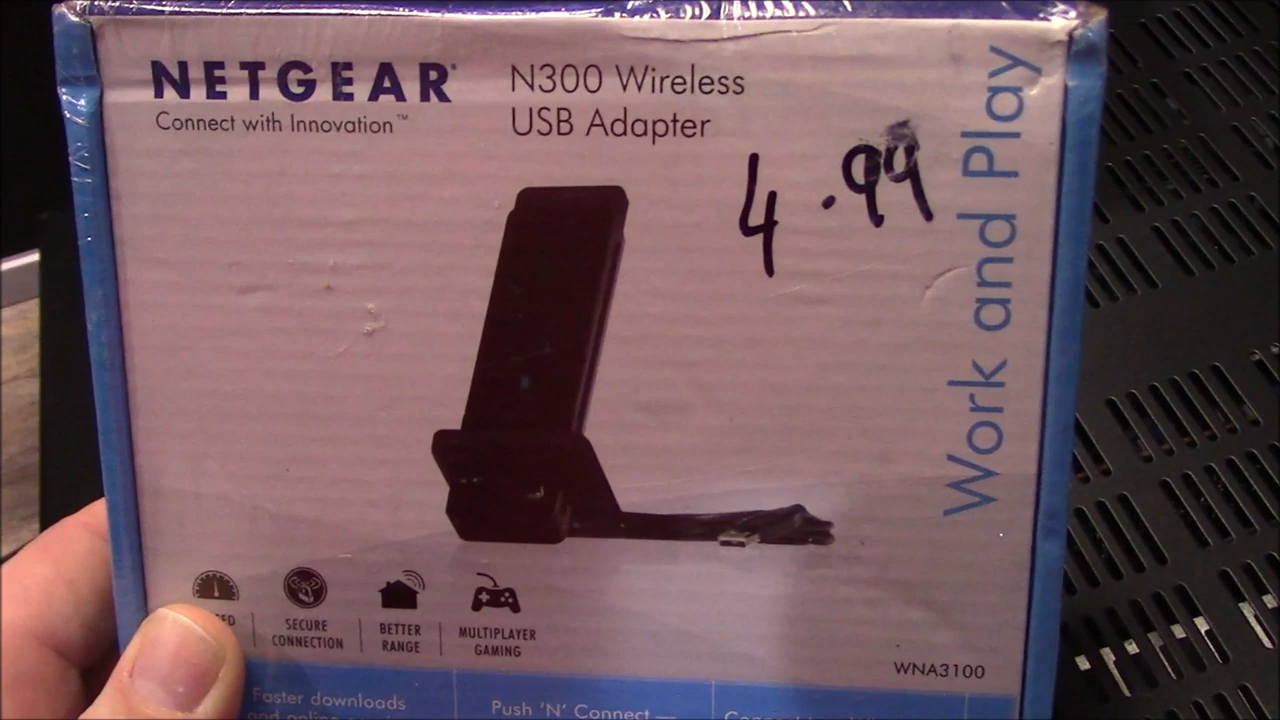 NETGEAR®
Connect with Innovation™
N300 Wireless
USB Adapter
4.99
Work and Play
SECURE
CONNECTION
BETTER
RANGE
MULTIPLAYER
GAMING
WNA3100
Faster downloads
Push 'N' Connect —